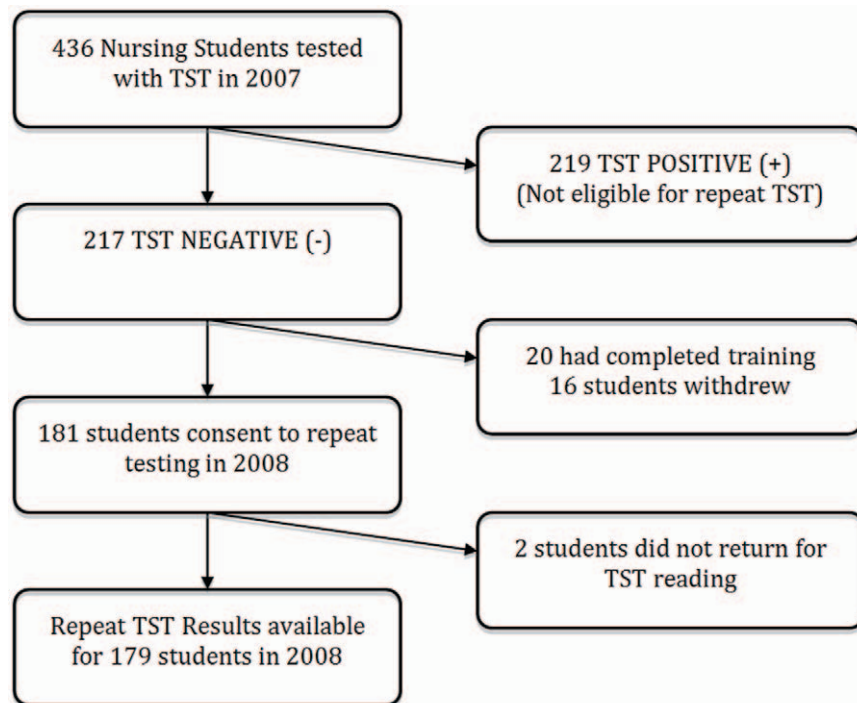 436 Nursing Students tested
with TST in 2007
219 TST POSITIVE (+)
(Not eligible for repeat TST)
217 TST NEGATIVE (-)
20 had completed training
16 students withdrew
181 students consent to repeat
testing in 2008
2 students did not return for
TST reading
Repeat TST Results available
for 179 students in 2008